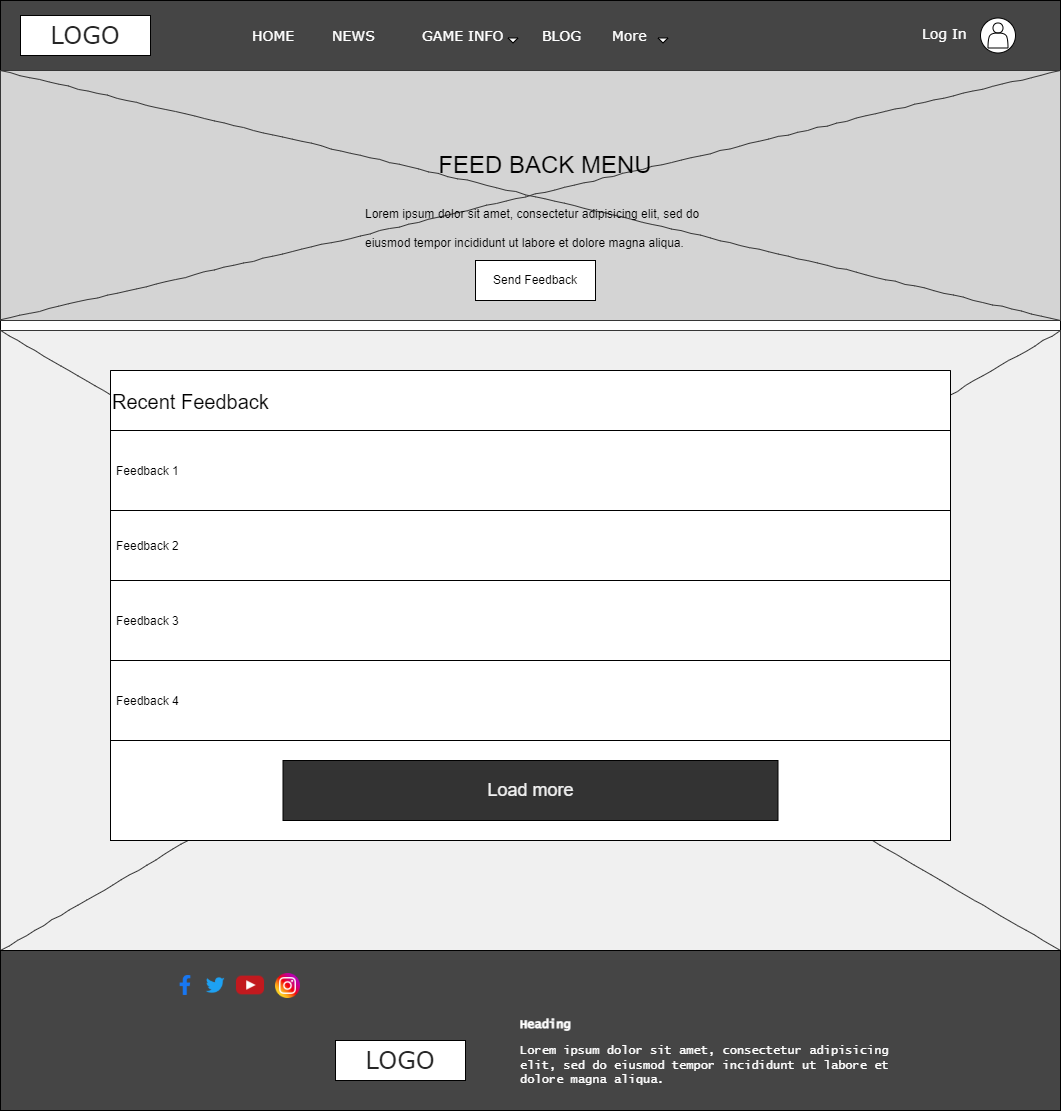 LOGO
HOME NEWS GAME INFO BLOG More Log In
FEED BACK MENU
Lorem ipsum dolor sit amet, consectetur adipisicing elit, sed do
eiusmod tempor incididunt ut labore et dolore magna aliqua.
Send Feedback
Recent Feedback
Feedback 1
Feedback 2
Feedback 3
Feedback 4
Load more
LOGO
Heading
Lorem ipsum dolor sit amet, consectetur adipisicing
elit, sed do eiusmod tempor incididunt ut labore et
dolore magna aliqua.